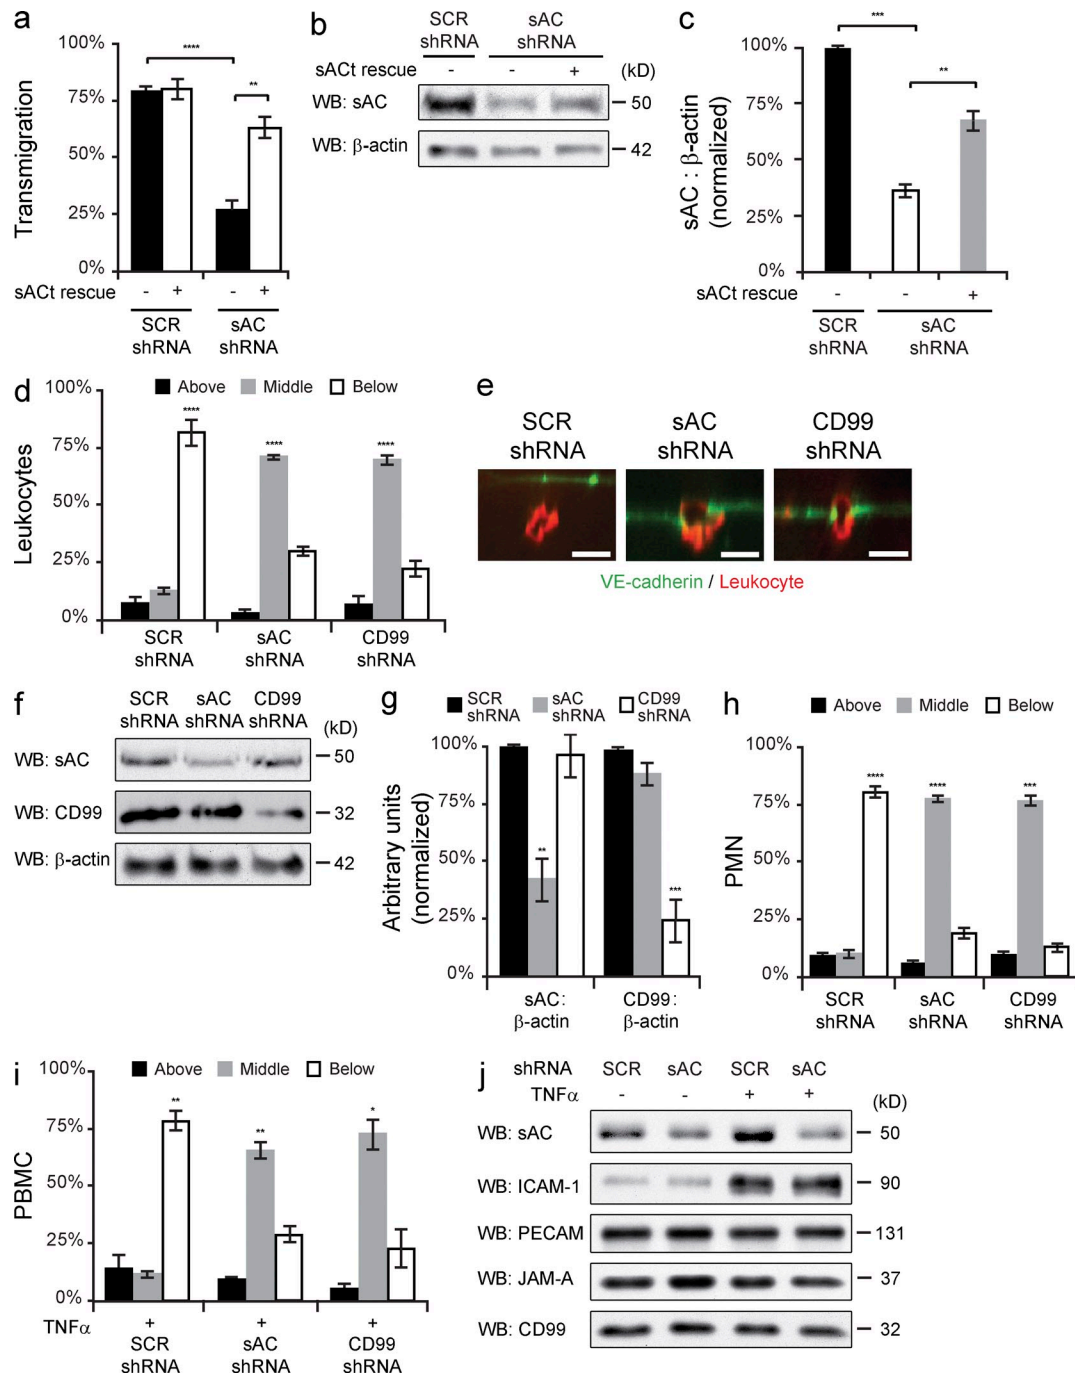 a
100%
75%
50%
25%
0%
Transmigration
****
**
sACt rescue - + - +
SCR shRNA
sAC shRNA
b
SCR shRNA
sAC shRNA
sACt rescue - - + (kD)
WB: sAC 50
WB: β-actin 42
c
***
**
100%
75%
50%
25%
0%
sAC : β-actin (normalized)
sACt rescue - - +
SCR shRNA
sAC shRNA
d
Above Middle Below
100%
75%
50%
25%
0%
Leukocytes
**** **** ****
SCR shRNA
sAC shRNA
CD99 shRNA
e
SCR shRNA
sAC shRNA
CD99 shRNA
VE-cadherin / Leukocyte
f
SCR shRNA
sAC shRNA
CD99 shRNA
(kD)
WB: sAC 50
WB: CD99 32
WB: β-actin 42
g
SCR shRNA
sAC shRNA
CD99 shRNA
100%
75%
50%
25%
0%
Arbitrary units (normalized)
** ***
sAC: β-actin
CD99: β-actin
h
Above Middle Below
100%
75%
50%
25%
0%
PMN
**** **** ***
SCR shRNA
sAC shRNA
CD99 shRNA
i
Above Middle Below
100%
75%
50%
25%
0%
PBMC
** ** *
TNFα + + +
SCR shRNA
sAC shRNA
CD99 shRNA
j
shRNA SCR sAC SCR sAC
TNFα - - + + (kD)
WB: sAC 50
WB: ICAM-1 90
WB: PECAM 131
WB: JAM-A 37
WB: CD99 32